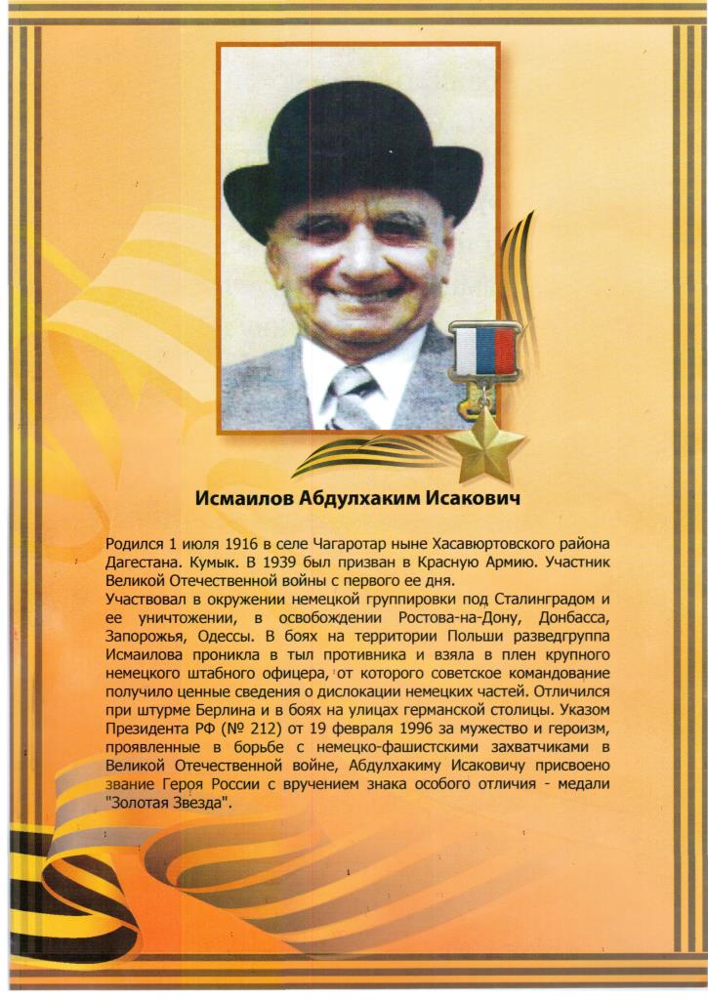 Исмаилов Абдулхаким Исакович
Родился 1 июля 1916 в селе Чагаротар ныне Хасавюртовского района
Дагестана. Кумык. В 1939 был призван в Красную Армию. Участник
Великой Отечественной войны с первого ее дня.
Участвовал в окружении немецкой группировки под Сталинградом и
ее уничтожении, в освобождении Ростова-на-Дону, Донбасса,
Запорожья, Одессы. В боях на территории Польши разведгруппа
Исмаилова проникла в тыл противника и взяла в плен крупного
немецкого штабного офицера, от которого советское командование
получило ценные сведения о дислокации немецких частей. Отличился
при штурме Берлина и в боях на улицах германской столицы. Указом
Президента РФ (№ 212) от 19 февраля 1996 за мужество и героизм,
проявленные в борьбе с немецко-фашистскими захватчиками в
Великой Отечественной войне, Абдулхакиму Исаковичу присвоено
звание Героя России с вручением знака особого отличия - медали
"Золотая Звезда".